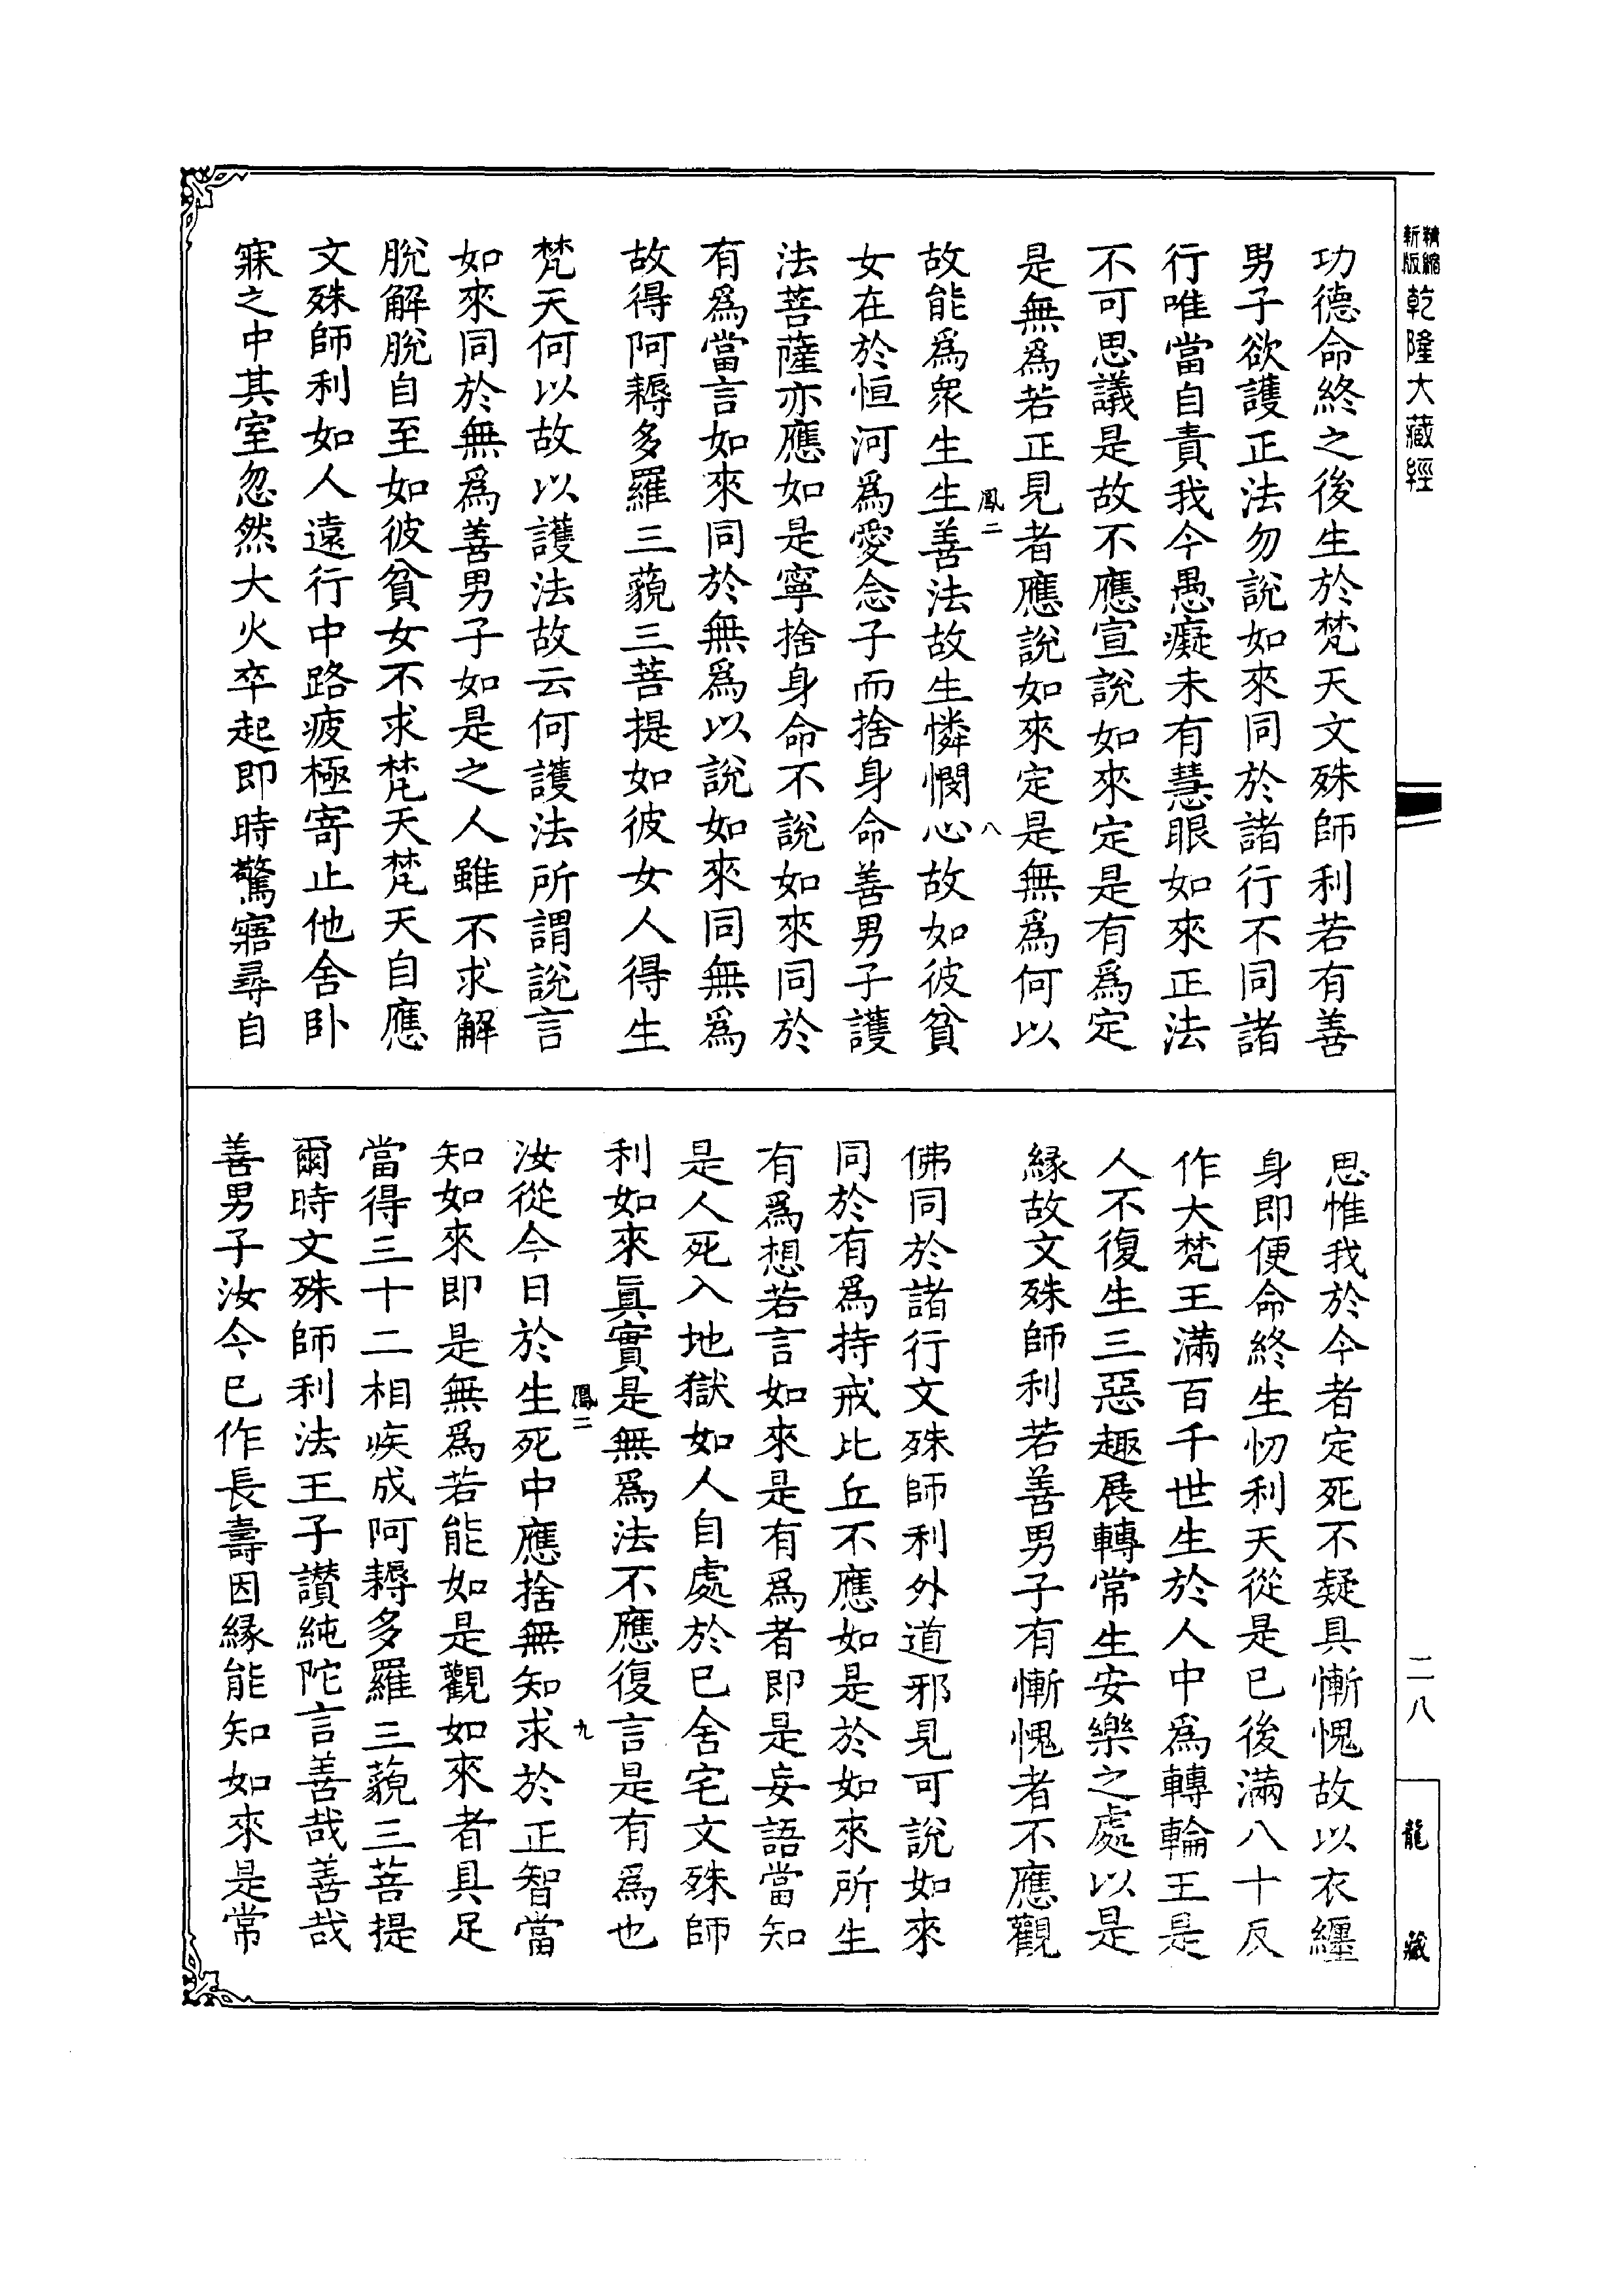 精縮新版乾隆大藏經
功德命終之後生於梵天文殊師利若有善
男子欲護正法勿說如來同於諸行不同諸
行唯當自責我今愚癡未有慧眼如來正法
不可思議是故不應宣說如來定是有爲定
是無爲若正見者應說如來定是無爲何以
鳳二 八
故能爲衆生生善法故生憐憫心故如彼貧
女在於恒河爲愛念子而捨身命善男子護
法菩薩亦應如是寧捨身命不說如來同於
有爲當言如來同於無爲以說如來同無爲
故得阿耨多羅三藐三菩提如彼女人得生
梵天何以故以護法故云何護法所謂說言
如來同於無爲善男子如是之人雖不求解
脫解脫自至如彼貧女不求梵天梵天自應
文殊師利如人遠行中路疲極寄止他舍卧
寐之中其室忽然大火卒起即時驚寤尋自
思惟我於今者定死不疑具慚愧故以衣纏
身即便命終生忉利天從是已後滿八十反
作大梵王滿百千世生於人中爲轉輪王是
人不復生三惡趣展轉常生安樂之處以是
緣故文殊師利若善男子有慚愧者不應觀
佛同於諸行文殊師利外道邪見可說如來
同於有爲持戒比丘不應如是於如來所生
有爲想若言如來是有爲者即是妄語當知
是人死入地獄如人自處於已舍宅文殊師
利如來眞實是無爲法不應復言是有爲也
鳳二 九
汝從今日於生死中應捨無知求於正智當
知如來即是無爲若能如是觀如來者具足
當得三十二相疾成阿耨多羅三藐三菩提
爾時文殊師利法王子讚純陀言善哉善哉
善男子汝今已作長壽因緣能知如來是常
二八
龍藏